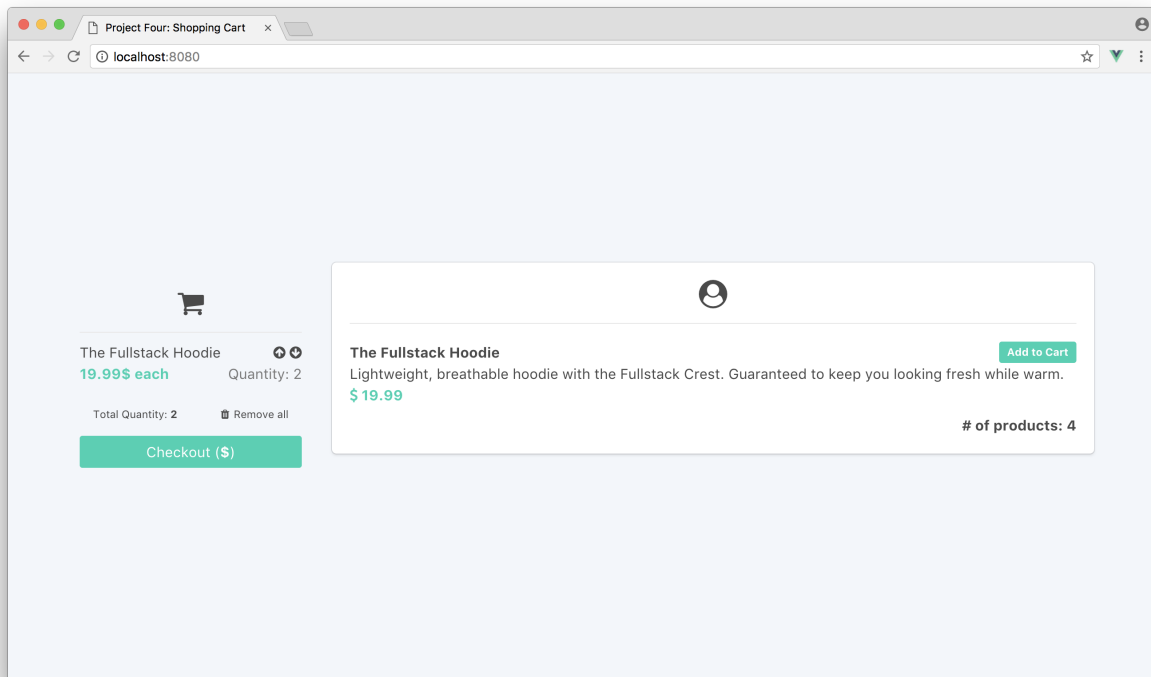 Project Four: Shopping Cart
localhost:8080
The Fullstack Hoodie
19.99$ each Quantity: 2
Total Quantity: 2 Remove all
Checkout ($)
The Fullstack Hoodie Add to Cart
Lightweight, breathable hoodie with the Fullstack Crest. Guaranteed to keep you looking fresh while warm.
$ 19.99
# of products: 4